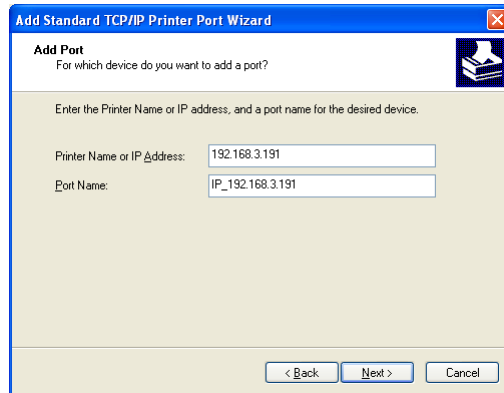 Add Standard TCP/IP Printer Port Wizard
Add Port
For which device do you want to add a port?
Enter the Printer Name or IP address, and a port name for the desired device.
Printer Name or IP Address: 192.168.3.191
Port Name: IP_192.168.3.191
< Back Next > Cancel